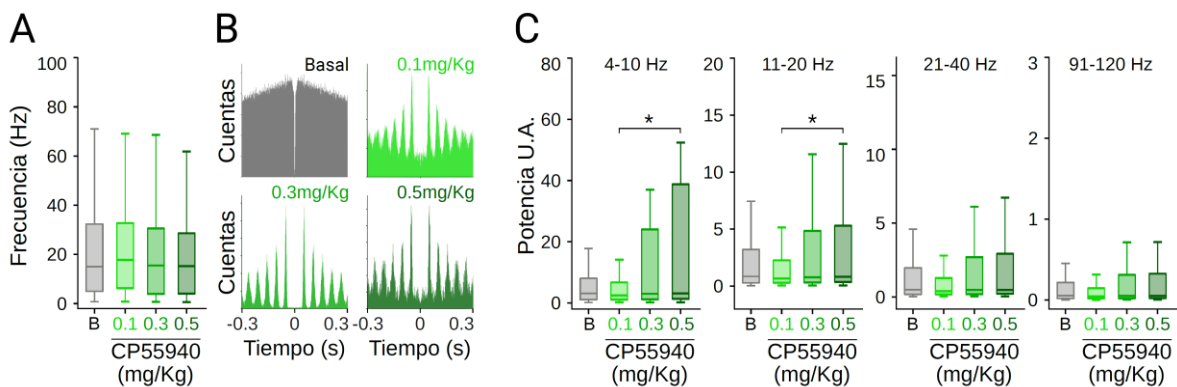 A
Frecuencia (Hz)
100
80
60
40
20
0
B 0.1 0.3 0.5
CP55940
(mg/Kg)
B
Basal
0.1mg/Kg
Cuentas
0.3mg/Kg
0.5mg/Kg
Cuentas
-0.3 0 0.3
-0.3 0 0.3
Tiempo (s)
Tiempo (s)
C
Potencia U.A.
4-10 Hz
80
60
40
20
0
*
B 0.1 0.3 0.5
CP55940
(mg/Kg)
11-20 Hz
20
15
10
5
0
*
B 0.1 0.3 0.5
CP55940
(mg/Kg)
21-40 Hz
15
10
5
0
B 0.1 0.3 0.5
CP55940
(mg/Kg)
91-120 Hz
3
2
1
0
B 0.1 0.3 0.5
CP55940
(mg/Kg)